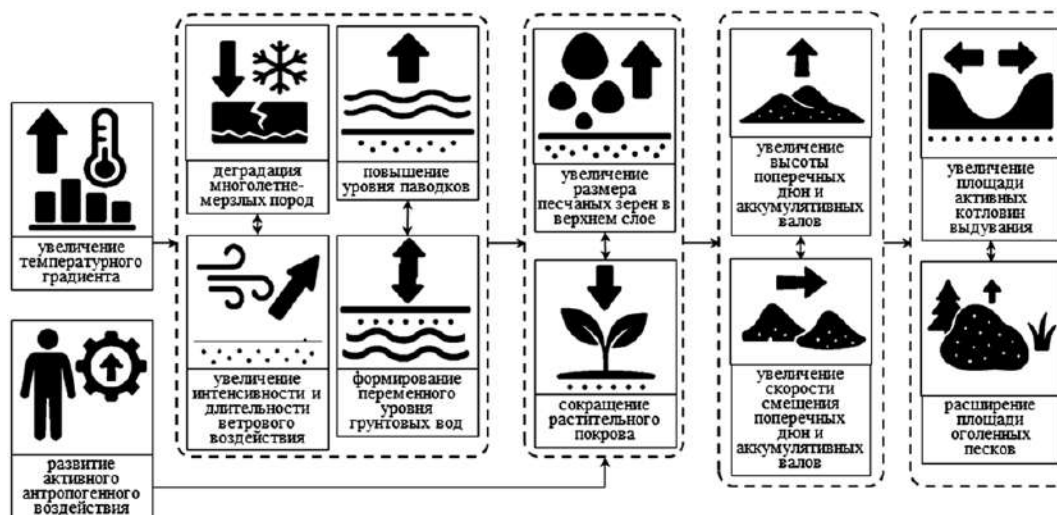 увеличение
температурного
градиента
развитие
активного
антропогенного
воздействия
деградация
многолетне-
мерзлых пород
повышение
уровня паводков
увеличение
интенсивности и
длительности
ветрового
воздействия
формирование
переменного
уровня
грунтовых вод
увеличение
размера
песчаных зерен в
верхнем слое
сокращение
растительного
покрова
увеличение
высоты
поперечных
дюн и
аккумулятивных
валов
увеличение
скорости
смещения
поперечных
дюн и
аккумулятивных
валов
увеличение
площади
активных
котловин
выдувания
расширение
площади
оголенных
песков